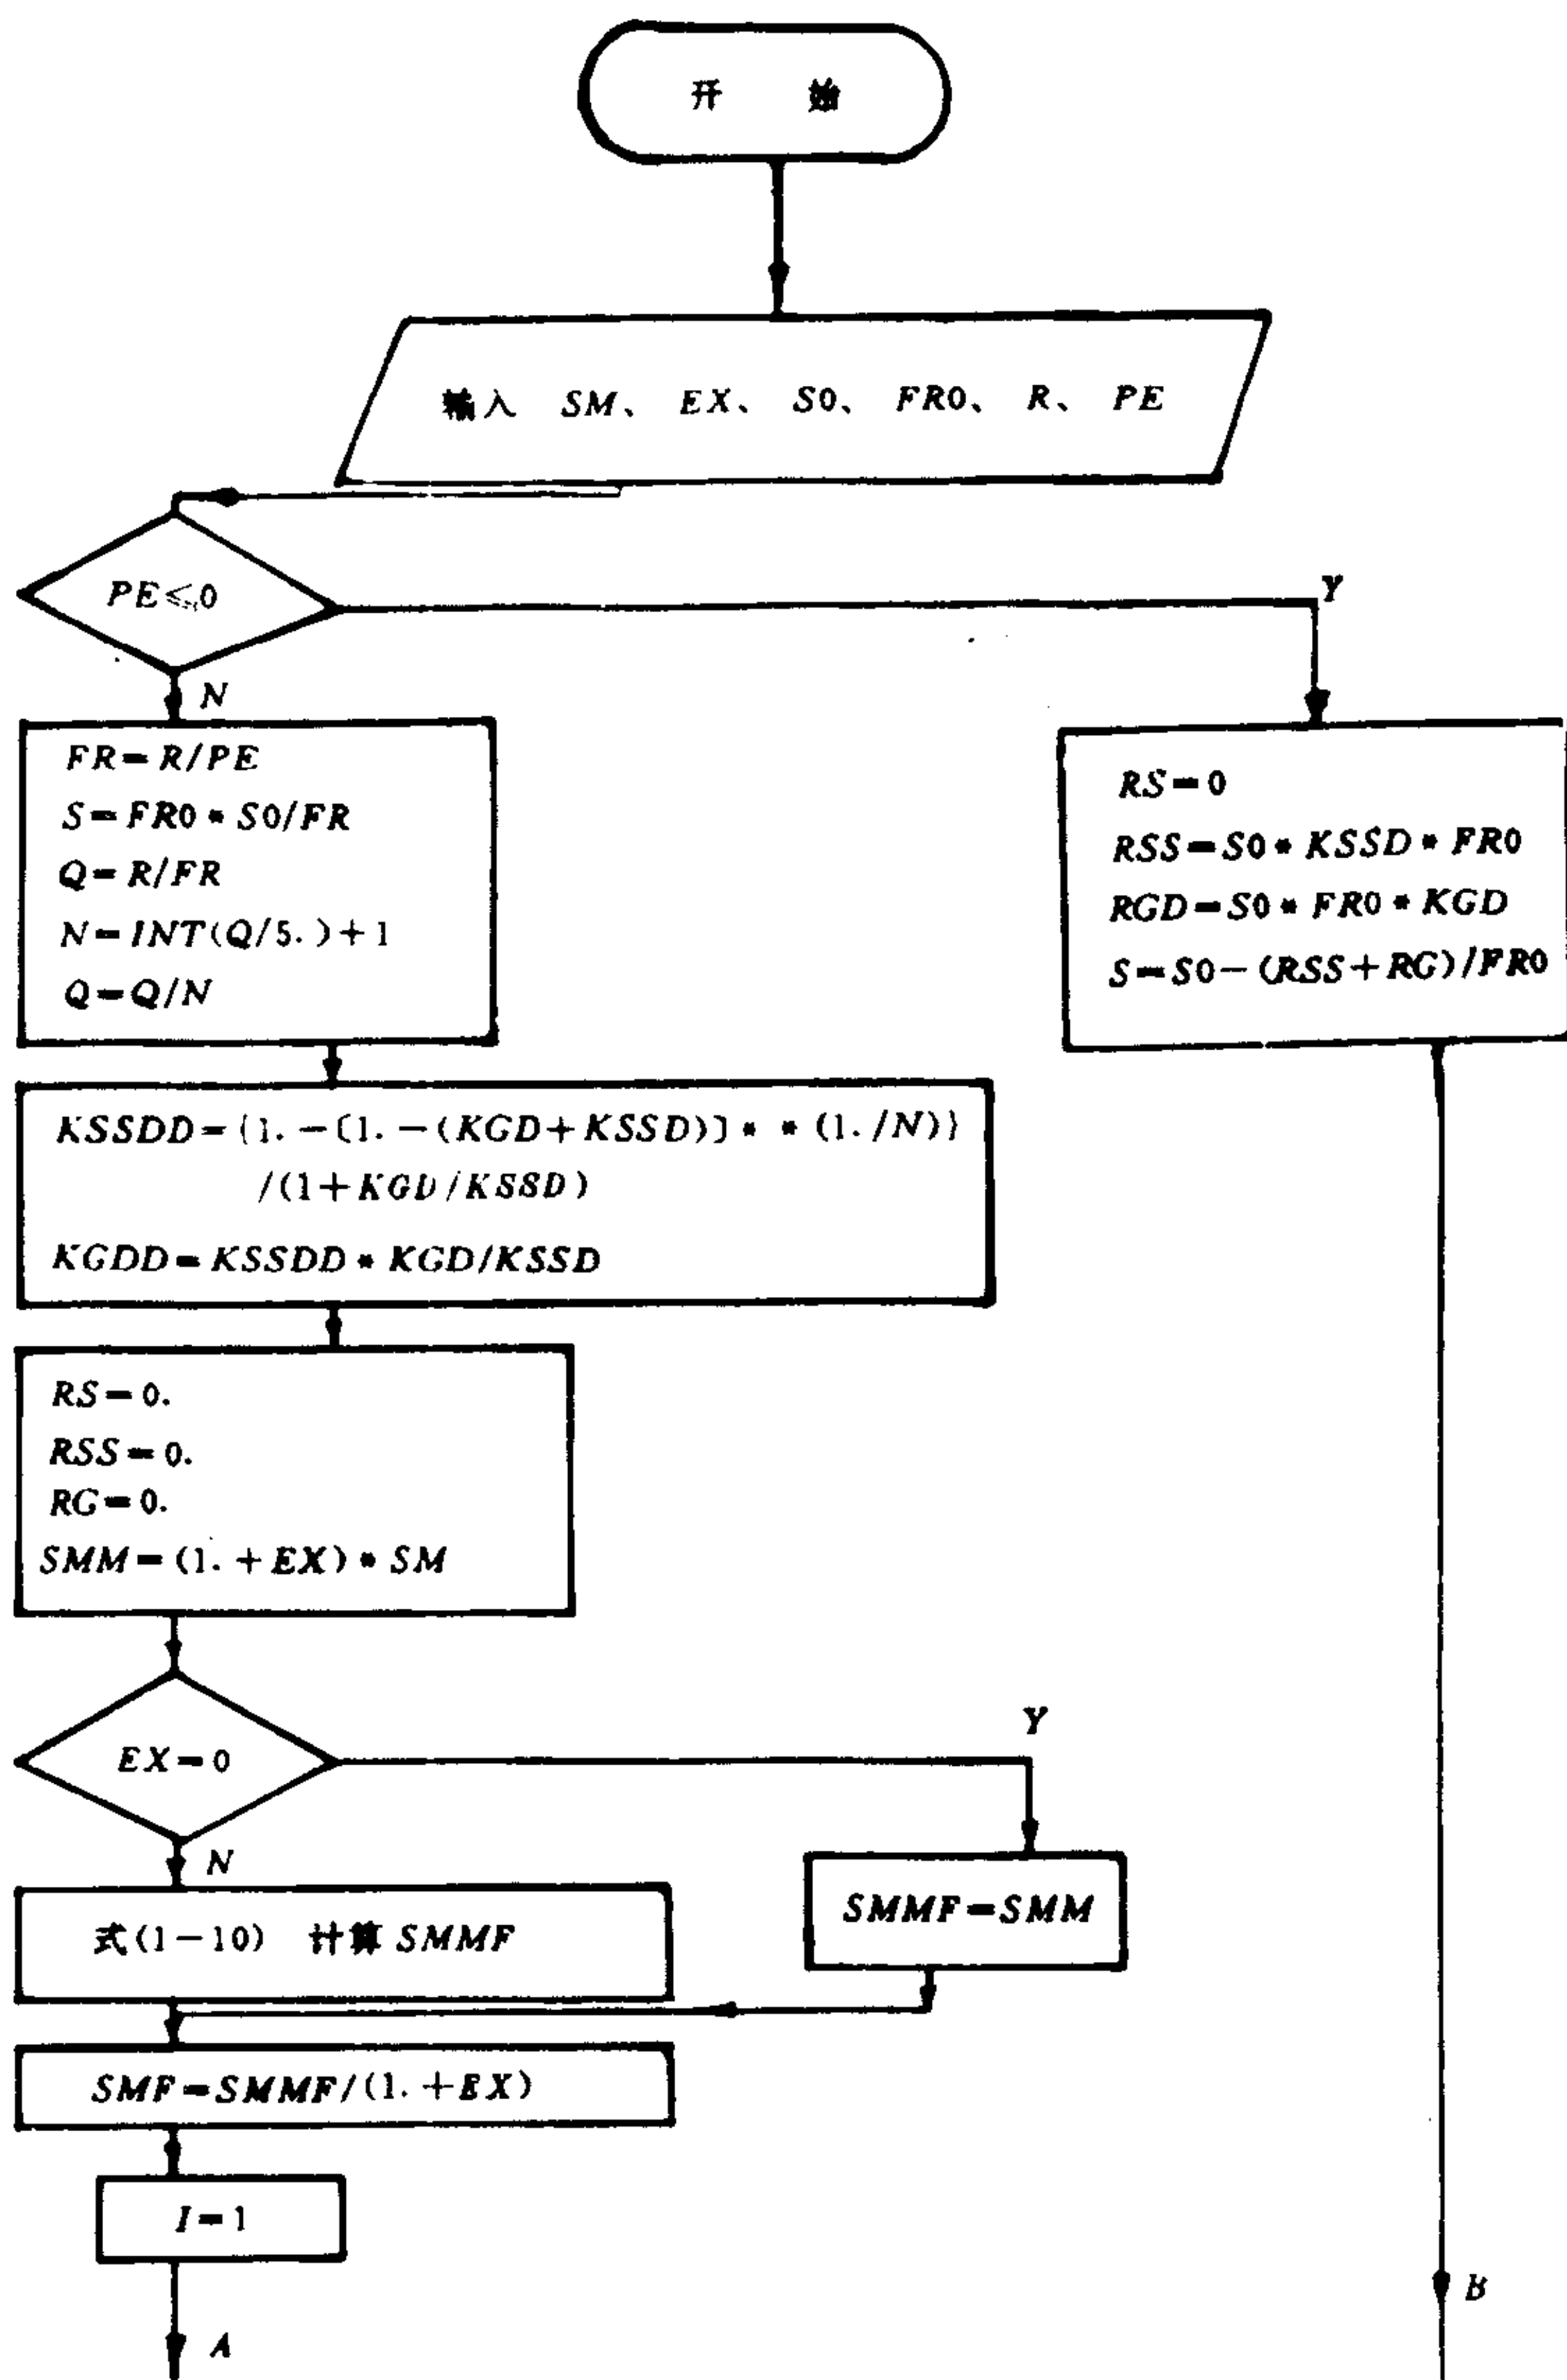 开 始
输入 SM、 EX、 S0、 FR0、 R、 PE
PE⩽0
Y
N
FR=R/PE
S=FR0*S0/FR
Q=R/FR
N=INT(Q/5.)+1
Q=Q/N
RS=0
RSS=S0*KSSD*FR0
RGD=S0*FR0*KGD
S=S0-(RSS+RG)/FR0
KSSDD={1.-〔1.-(KGD+KSSD)〕**(1./N)}
/(1+KGD/KSSD)
KGDD=KSSDD*KGD/KSSD
RS=0.
RSS=0.
RG=0.
SMM=(1.+EX)*SM
EX=0
Y
N
式(1-10) 计算 SMMF
SMMF=SMM
SMF=SMMF/(1.+EX)
I=1
A
B